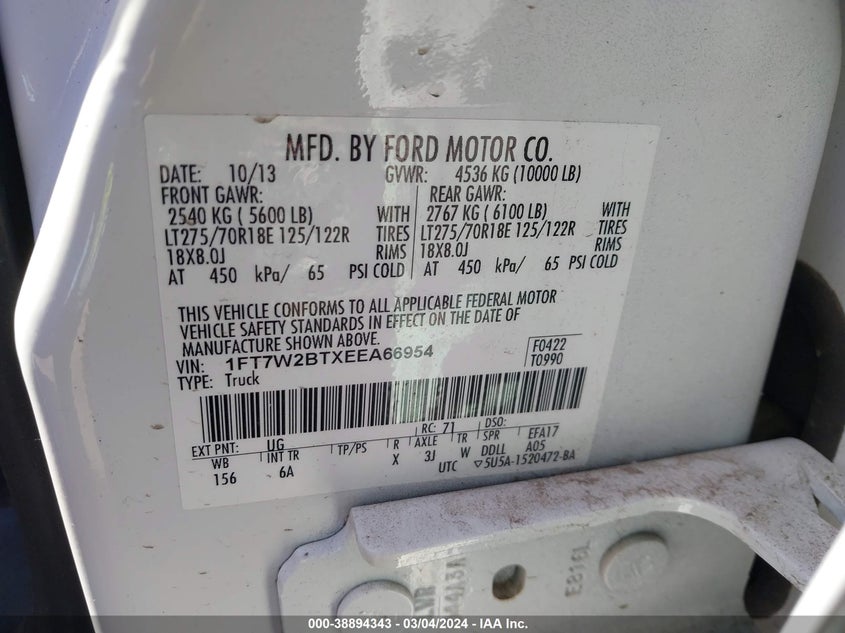 MFD. BY FORD MOTOR CO.
DATE: 10/13 GVWR: 4536 KG (10000 LB)
FRONT GAWR: REAR GAWR:
2540 KG ( 5600 LB) WITH 2767 KG ( 6100 LB) WITH
LT275/70R18E 125/122R TIRES LT275/70R18E 125/122R TIRES
18X8.0J RIMS 18X8.0J RIMS
AT 450 kPa/ 65 PSI COLD AT 450 kPa/ 65 PSI COLD
THIS VEHICLE CONFORMS TO ALL APPLICABLE FEDERAL MOTOR
VEHICLE SAFETY STANDARDS IN EFFECT ON THE DATE OF
MANUFACTURE SHOWN ABOVE.
VIN: 1FT7W2BTXEEA66954 F0422
TYPE: Truck T0990
RC: 71 DSO:
EXT PNT: UG EFA17
WB INT TR TP/PS R AXLE TR SPR A05
156 6A X 3J W DDLL
UTC ▽5U5A-1520472-BA
E816L
000-38894343 - 03/04/2024 - IAAI Inc.